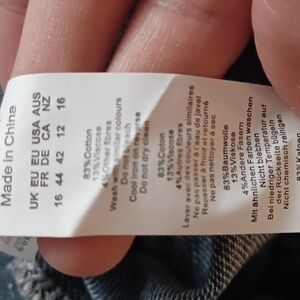 Made in China
UK EU EU USA AUS
FR DE CA NZ
16 44 42 12 16
83%Cotton
13%Viscose
4%Other fibres
Wash with similar colours
Do not bleach
Cool iron on reverse
Do not dry clean
83%Coton
13%Viscose
4%Autres fibres
Laver avec des couleurs similaires
Ne pas à l'eau de javel
Repasser à froid et retourné
Ne pas nettoyer à sec
83%Baumwolle
13%Viskose
4%Andere Fasern
Mit ähnlichen Farben waschen
Nicht bleichen
Bei niedriger Temperatur auf
der Rückseite bügeln
Nicht chemisch reinigen